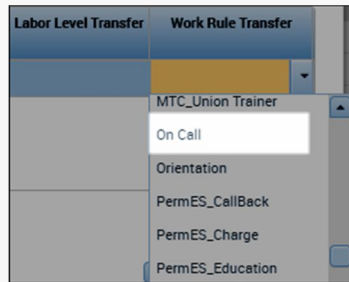 Labor Level Transfer Work Rule Transfer
MTC_Union Trainer
On Call
Orientation
PermES_CallBack
PermES_Charge
PermES_Education